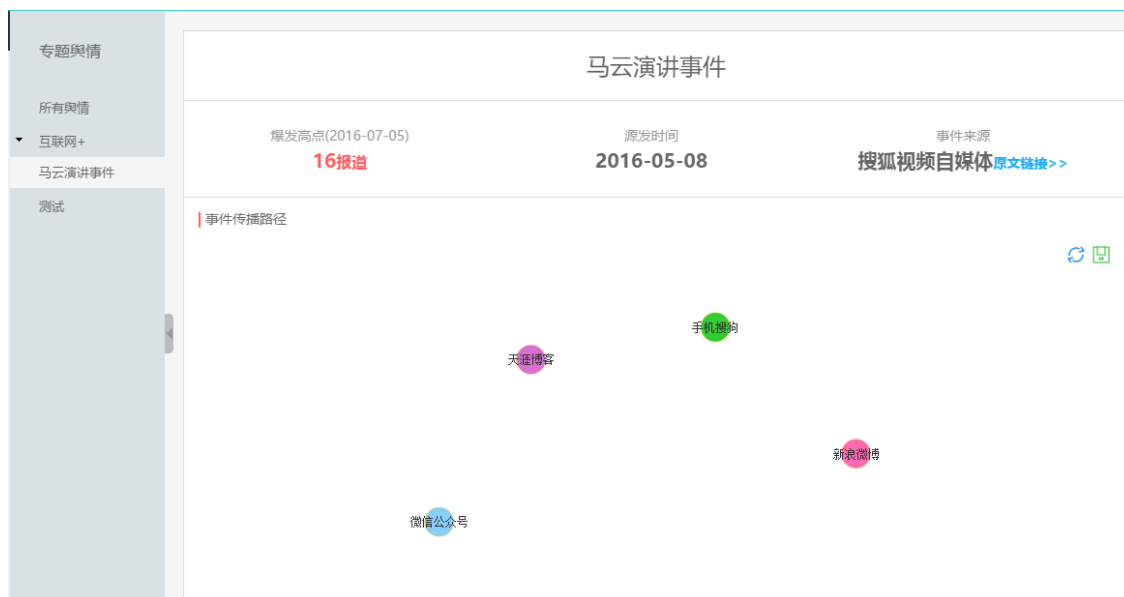 专题舆情
所有舆情
互联网+
马云演讲事件
测试
马云演讲事件
爆发高点(2016-07-05)
16报道
源发时间
2016-05-08
事件来源
搜狐视频自媒体原文链接>>
事件传播路径
手机搜狗
天涯博客
新浪微博
微信公众号